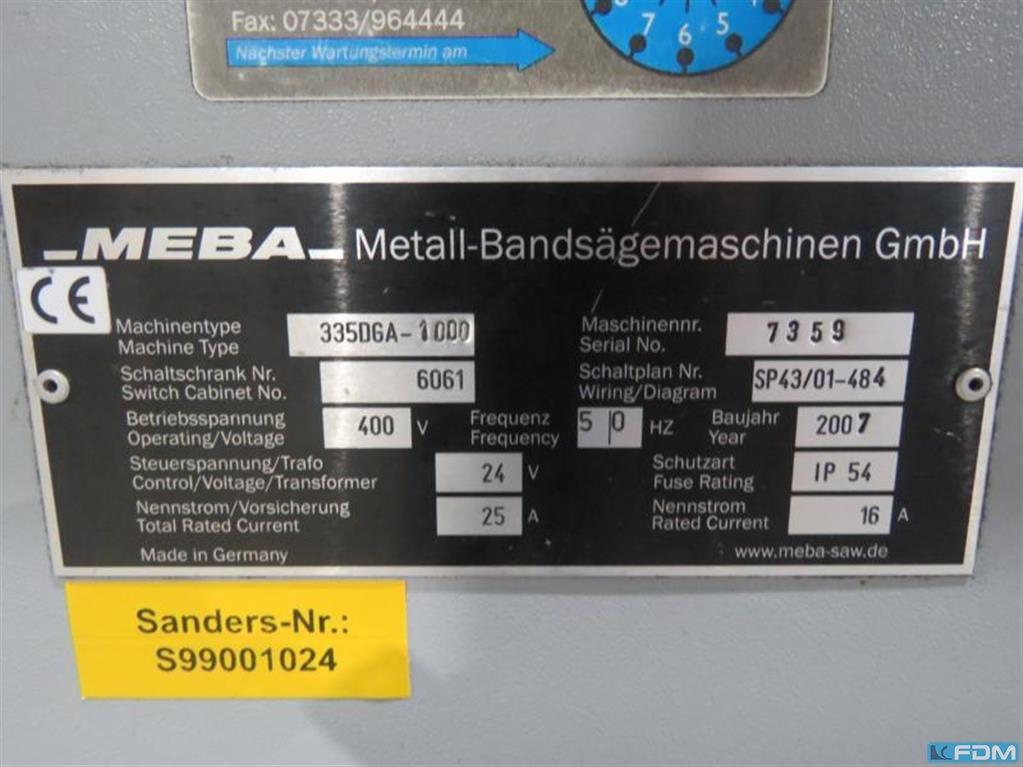 Fax: 07333/964444
Nächster Wartungstermin am
7 6 5
MEBA Metall-Bandsägemaschinen GmbH
CE
Machinentype
Machine Type
335DGA-1000
Maschinennr.
Serial No.
7359
Schaltschrank Nr.
Switch Cabinet No.
6061
Schaltplan Nr.
Wiring/Diagram
SP43/01-484
Betriebsspannung
Operating/Voltage
400 V
Frequenz
Frequency
50 HZ
Baujahr
Year
2007
Steuerspannung/Trafo
Control/Voltage/Transformer
24 V
Schutzart
Fuse Rating
IP 54
Nennstrom/Vorsicherung
Total Rated Current
25 A
Nennstrom
Rated Current
16 A
Made in Germany
www.meba-saw.de
Sanders-Nr.:
S99001024
FDM